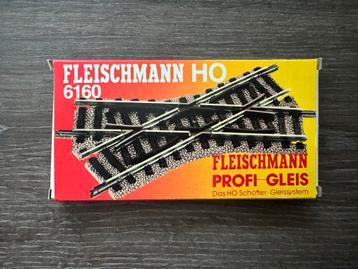 FLEISCHMANN HO
6160
FLEISCHMANN
PROFI-GLEIS
Das HO Schotter-Gleissystem